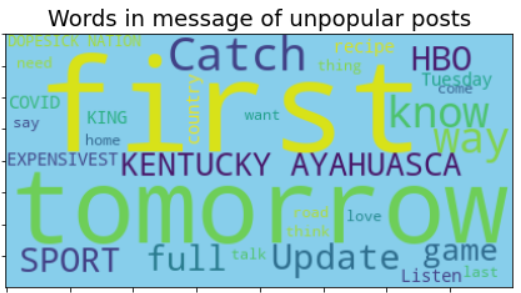 Words in message of unpopular posts
DOPESICK NATION
Catch
recipe
HBO
need
thing
first
Tuesday
come
COVID
country
know
say
KING
want
way
home
EXPENSIVEST
KENTUCKY AYAHUASCA
tomorrow
road
love
think
SPORT
full
talk
Update
game
Listen
last